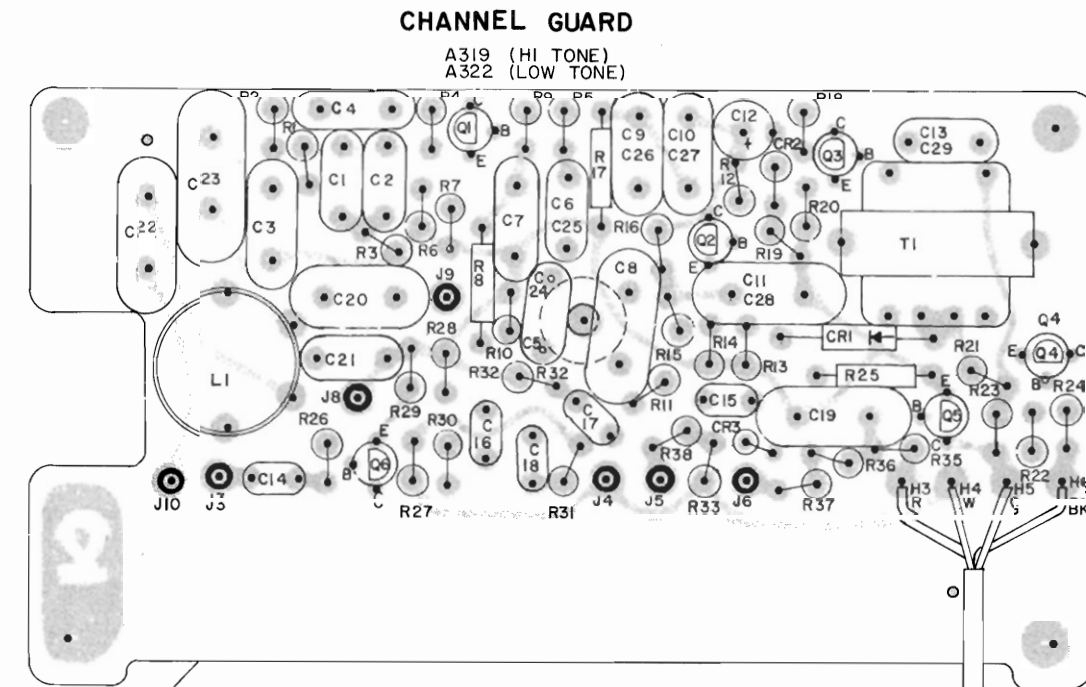 CHANNEL GUARD
A319 (HI TONE)
A322 (LOW TONE)
R2
C4
R4
C
R9
R5
R18
Q1
B
E
R1
C9
C26
C10
C27
C12
+
CR2
C
Q3
B
E
C13
C29
R
17
R
12
C23
C1
C2
R7
C7
C6
C25
C22
C3
R3
R6
R16
C
Q2
B
E
R19
R20
T1
J9
R
8
C
24
C8
C11
C28
C20
R28
R10
C5
R32
R32
R15
R14
R13
CR1
Q4
E
Q4
C
B
R21
L1
C21
J8
R29
R11
C15
R25
R23
R24
E
B
Q5
C
R26
R30
C
16
C
17
C
18
R38
CR3
C19
R36
R35
R22
E
B
Q6
C
J10
J3
C14
R27
R31
J4
J5
R33
J6
R37
H3
R
H4
W
H5
G
H6
BK